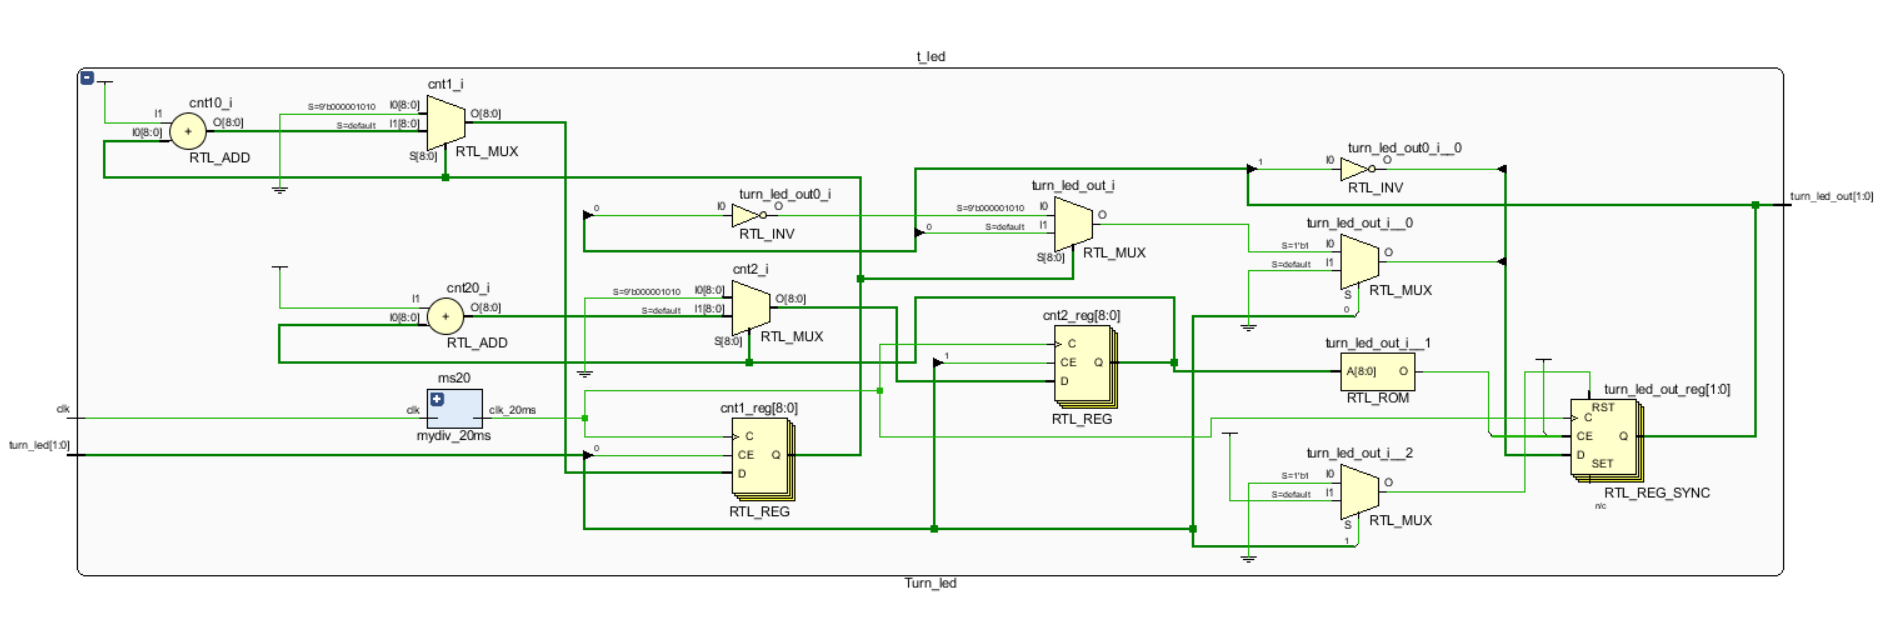 t_led
cnt1_i
cnt10_i
S=9'b000001010
I0[8:0]
I1
O[8:0]
O[8:0]
I0[8:0]
S=default
I1[8:0]
+
S[8:0]
RTL_MUX
RTL_ADD
turn_led_out0_i__0
1
I0
O
RTL_INV
turn_led_out_i
turn_led_out0_i
turn_led_out[1:0]
0
I0
O
S=9'b000001010
I0
O
RTL_INV
0
S=default
I1
S[8:0]
RTL_MUX
turn_led_out_i__0
S=1'b1
I0
O
S=default
I1
S
RTL_MUX
0
cnt2_i
cnt20_i
S=9'b000001010
I0[8:0]
I1
O[8:0]
O[8:0]
I0[8:0]
S=default
I1[8:0]
+
S[8:0]
RTL_MUX
RTL_ADD
cnt2_reg[8:0]
C
1
CE
Q
D
RTL_REG
turn_led_out_i__1
A[8:0]
O
RTL_ROM
ms20
clk
clk
clk_20ms
mydiv_20ms
turn_led[1:0]
cnt1_reg[8:0]
C
0
CE
Q
D
RTL_REG
turn_led_out_reg[1:0]
RST
C
CE
Q
D
SET
RTL_REG_SYNC
n/c
turn_led_out_i__2
S=1'b1
I0
O
S=default
I1
S
RTL_MUX
1
Turn_led